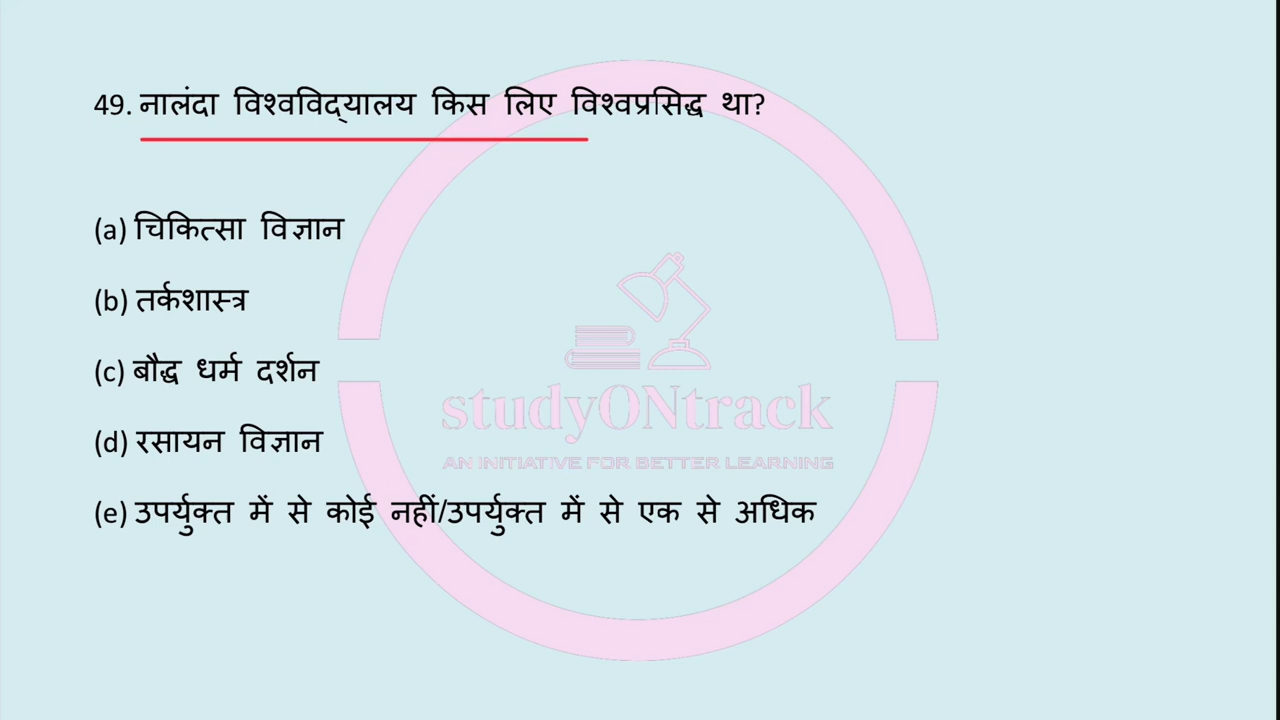 49. नालंदा विश्वविद्यालय किस लिए विश्वप्रसिद्ध था?
(a) चिकित्सा विज्ञान
(b) तर्कशास्त्र
(c) बौद्ध धर्म दर्शन
studyONtrack
(d) रसायन विज्ञान
AN INITIATIVE FOR BETTER LEARNING
(e) उपर्युक्त में से कोई नहीं/उपर्युक्त में से एक से अधिक